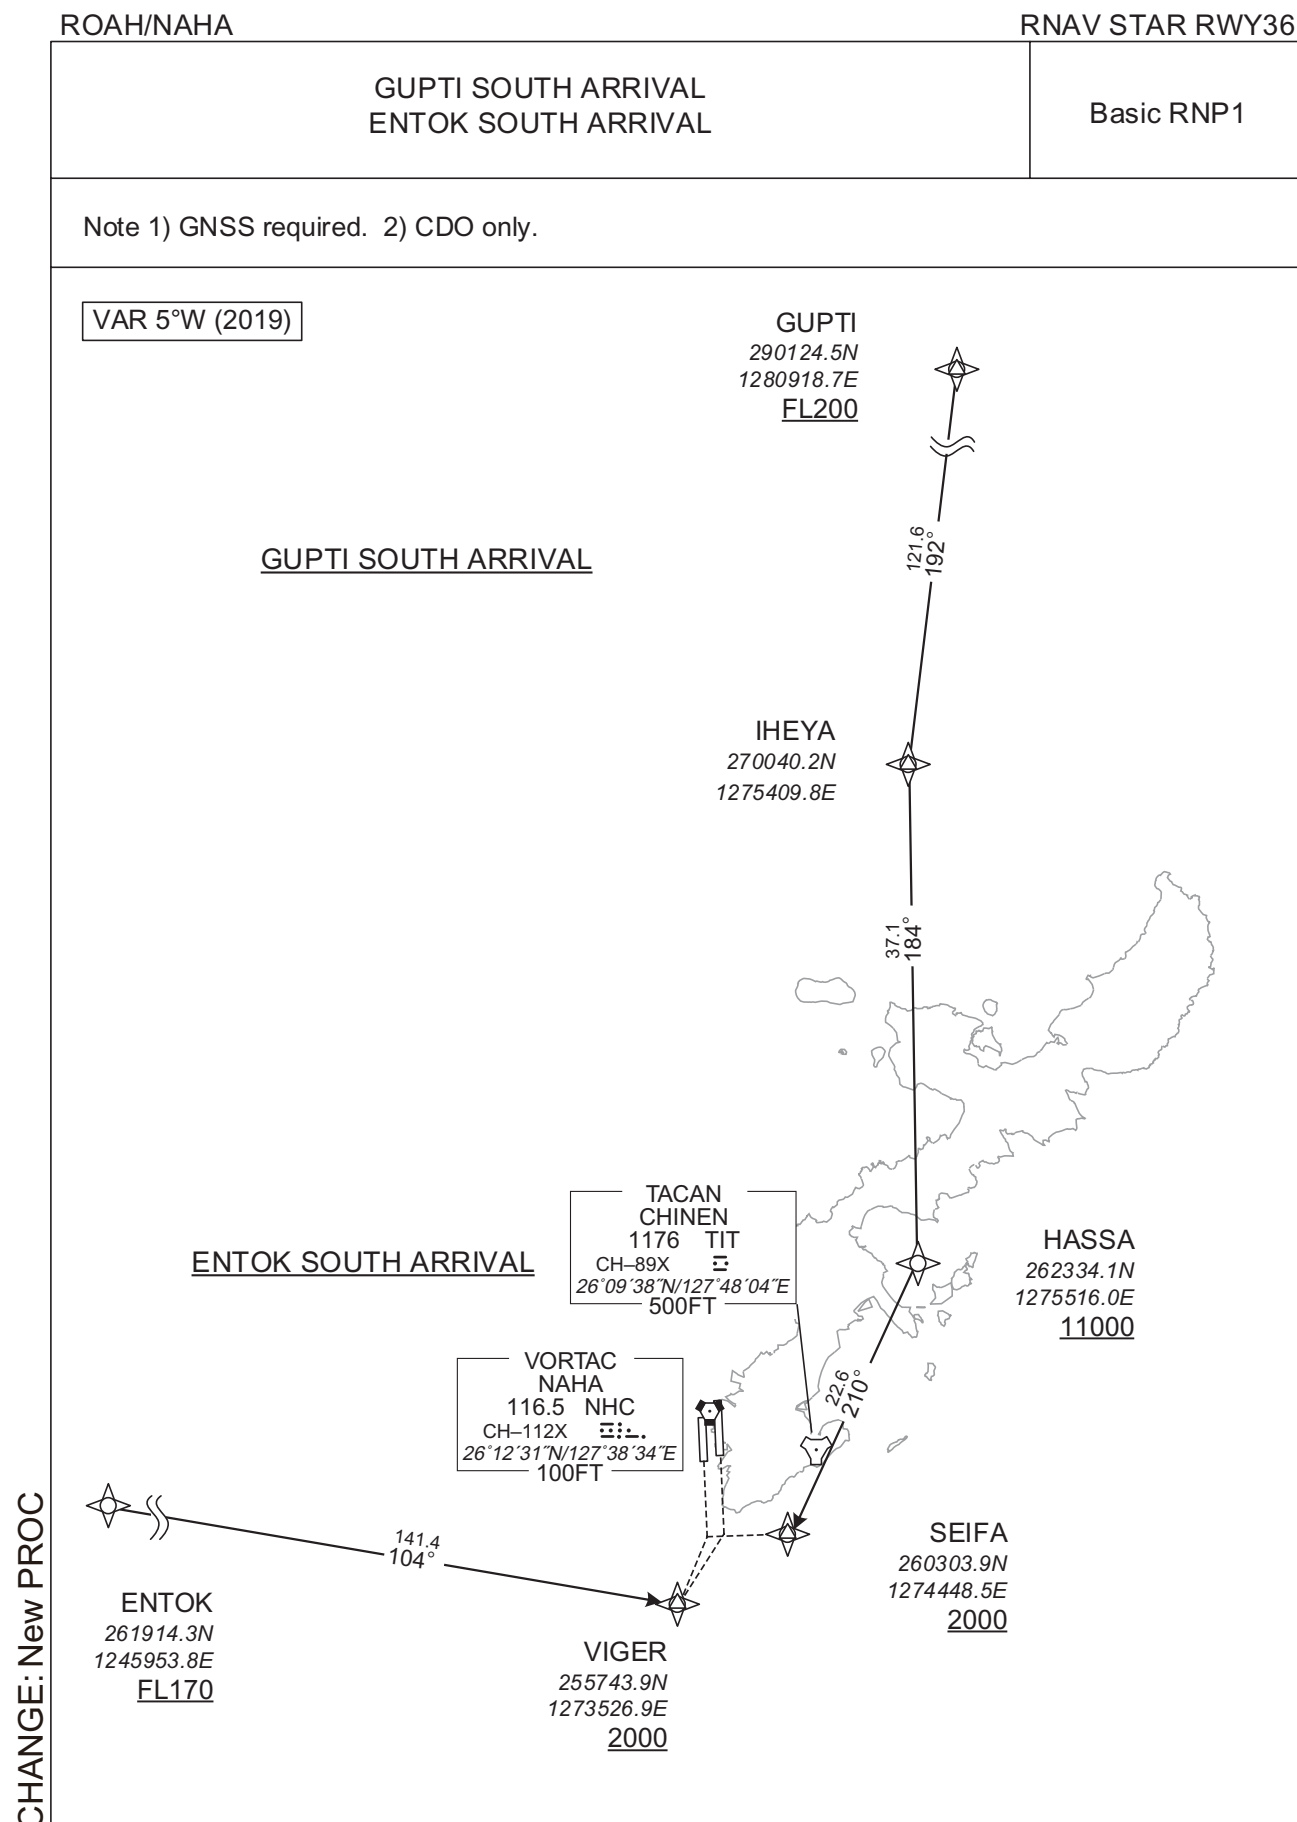 ROAH/NAHA
RNAV STAR RWY36
GUPTI SOUTH ARRIVAL
ENTOK SOUTH ARRIVAL
Basic RNP1
Note 1) GNSS required. 2) CDO only.
VAR 5°W (2019)
GUPTI
290124.5N
1280918.7E
FL200
121.6
192°
GUPTI SOUTH ARRIVAL
IHEYA
270040.2N
1275409.8E
37.1
184°
TACAN
CHINEN
1176 TIT
CH–89X
26°09′38″N/127°48′04″E
500FT
ENTOK SOUTH ARRIVAL
HASSA
262334.1N
1275516.0E
11000
VORTAC
NAHA
116.5 NHC
CH–112X
26°12′31″N/127°38′34″E
100FT
22.6
210°
141.4
104°
SEIFA
260303.9N
1274448.5E
2000
ENTOK
261914.3N
1245953.8E
FL170
VIGER
255743.9N
1273526.9E
2000
CHANGE: New PROC